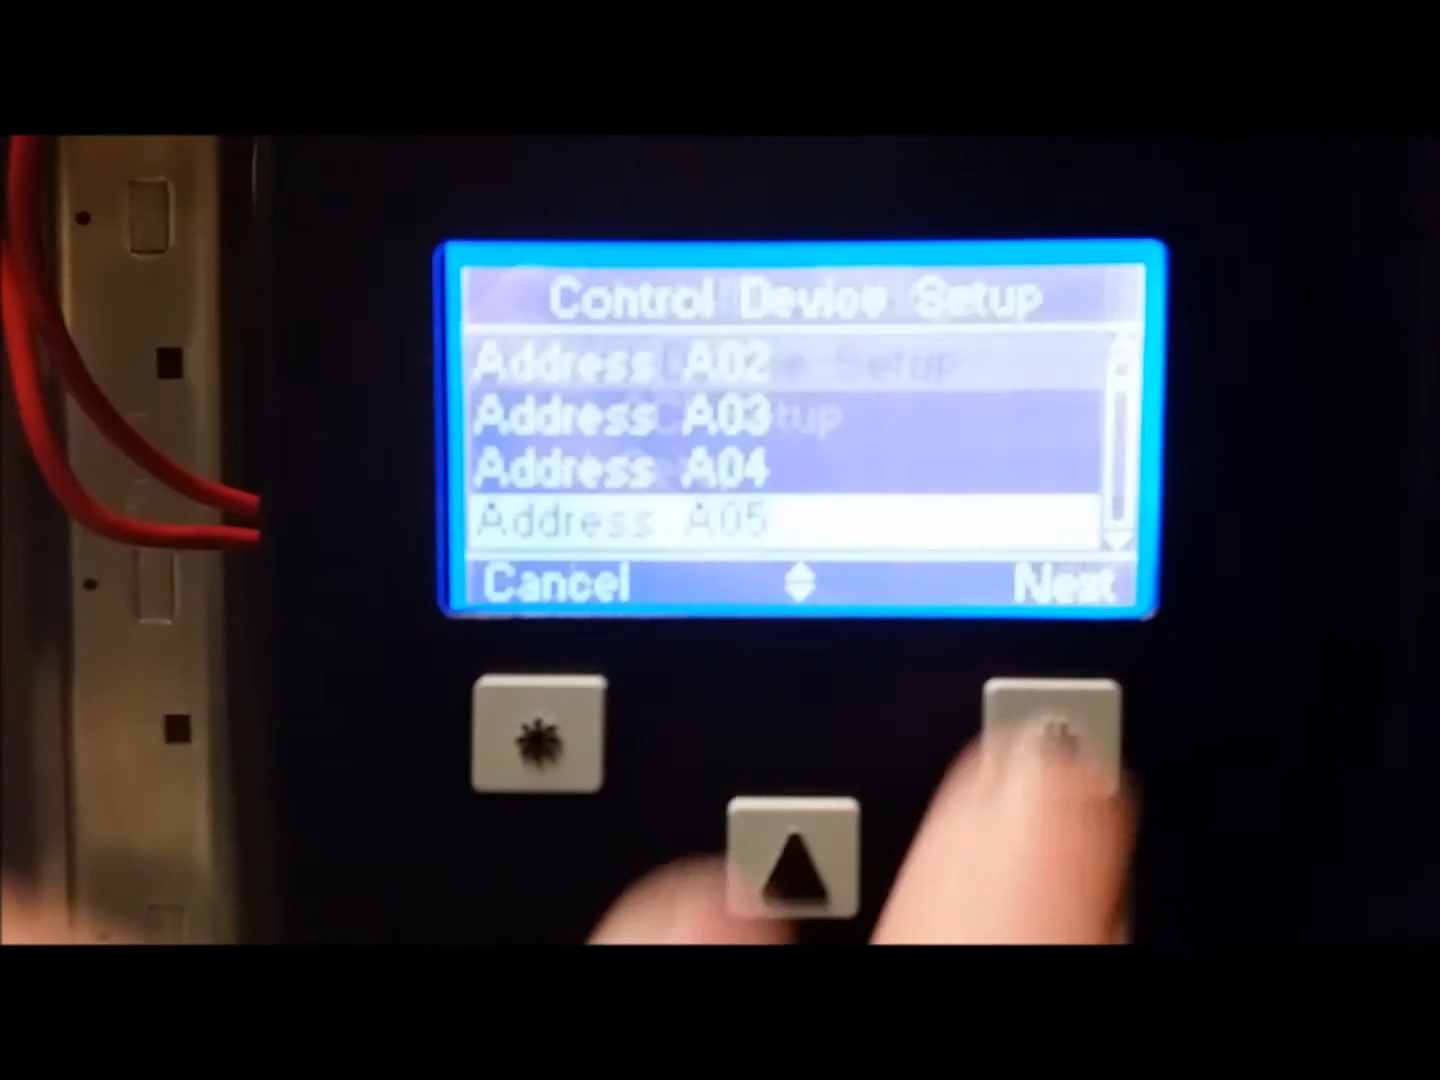 Control Device Setup
Address A02
Address A03
Address A04
Address A05
Cancel Next